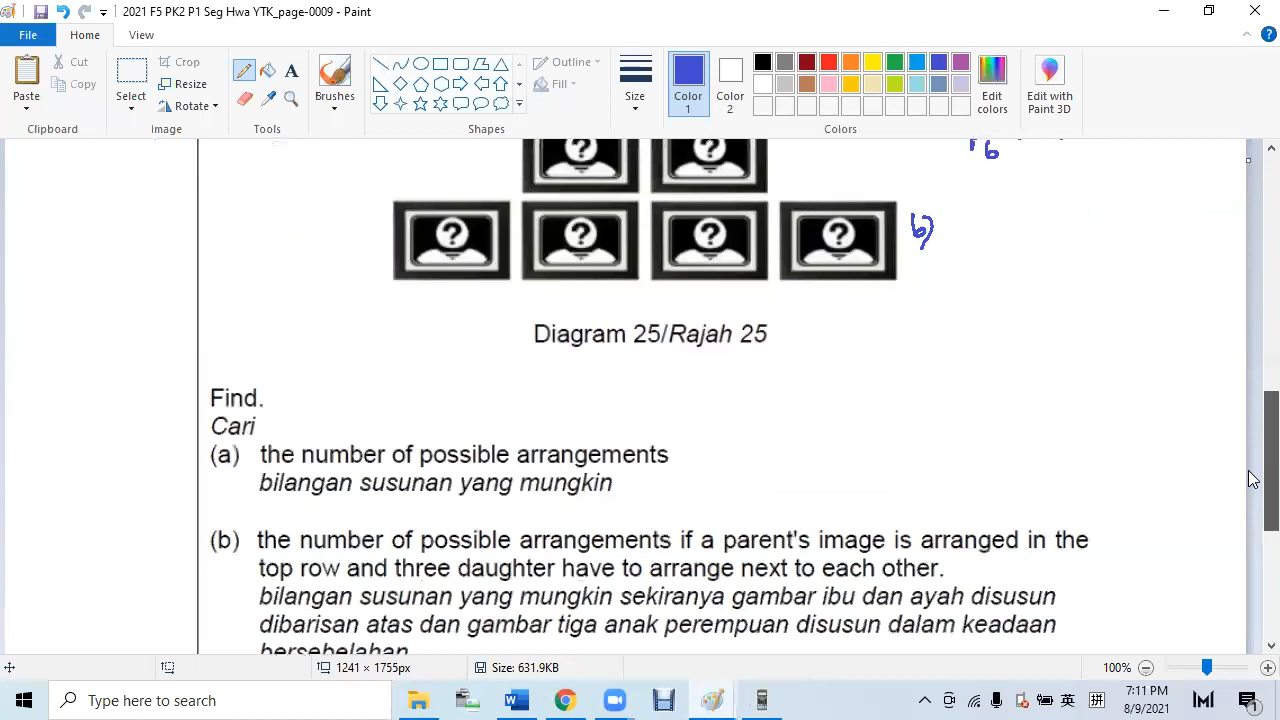 2021 F5 PK2 P1 Seg Hwa YTK_page-0009 - Paint
File Home View
Cut Crop Outline
Copy Resize Fill
Paste Select Rotate Brushes Size Color Color Edit Edit with
1 2 colors Paint 3D
Clipboard Image Tools Shapes Colors
b)
Diagram 25/Rajah 25
Find.
Cari
(a) the number of possible arrangements
bilangan susunan yang mungkin
(b) the number of possible arrangements if a parent's image is arranged in the
top row and three daughter have to arrange next to each other.
bilangan susunan yang mungkin sekiranya gambar ibu dan ayah disusun
dibarisan atas dan gambar tiga anak perempuan disusun dalam keadaan
bersebelahan
1241 × 1755px Size: 631.9KB 100%
Type here to search
英 拼 7:11 PM
8/9/2021